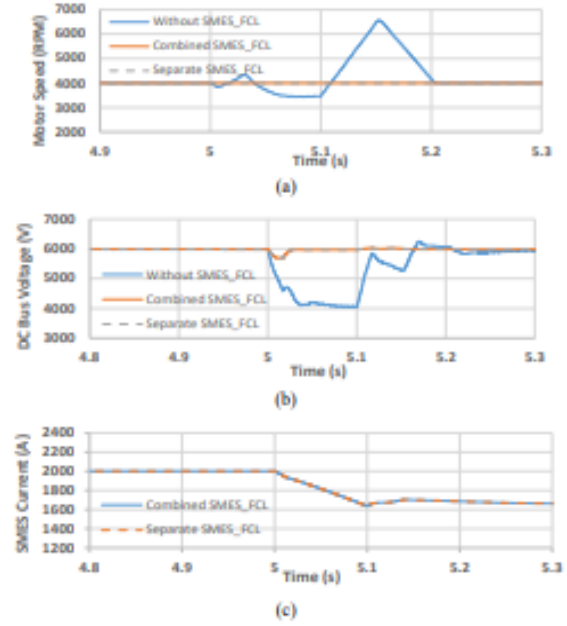 7000
6000
5000
4000
3000
2000
Motor Speed (RPM)
Without SMES_FCL
Combined SMES_FCL
Separate SMES_FCL
4.9 5 5.1 5.2 5.3
Time (s)
(a)
7000
6000
5000
4000
3000
DC Bus Voltage (V)
Without SMES_FCL
Combined SMES_FCL
Separate SMES_FCL
4.8 4.9 5 5.1 5.2 5.3
Time (s)
(b)
2400
2200
2000
1800
1600
1400
1200
SMES Current (A)
Combined SMES_FCL
Separate SMES_FCL
4.8 4.9 5 5.1 5.2 5.3
Time (s)
(c)